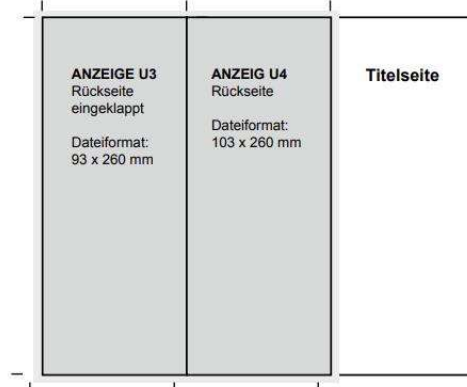 ANZEIGE U3
Rückseite
eingeklappt
Dateiformat:
93 x 260 mm
ANZEIG U4
Rückseite
Dateiformat:
103 x 260 mm
Titelseite